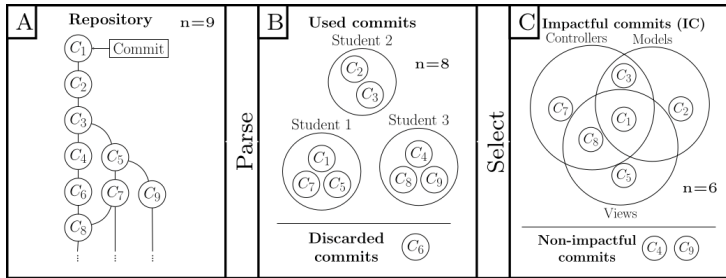 A
Repository
n=9
C1
Commit
C2
C3
C4
C5
C6
C7
C9
C8
⋮ ⋮ ⋮
Parse
B
Used commits
Student 2
n=8
C2
C3
Student 1
Student 3
C1
C7 C5
C4
C8 C9
Discarded
commits
C6
Select
C
Impactful commits (IC)
Controllers
Models
C3
C7
C1
C2
C8
C5
n=6
Views
Non-impactful
commits
C4 C9